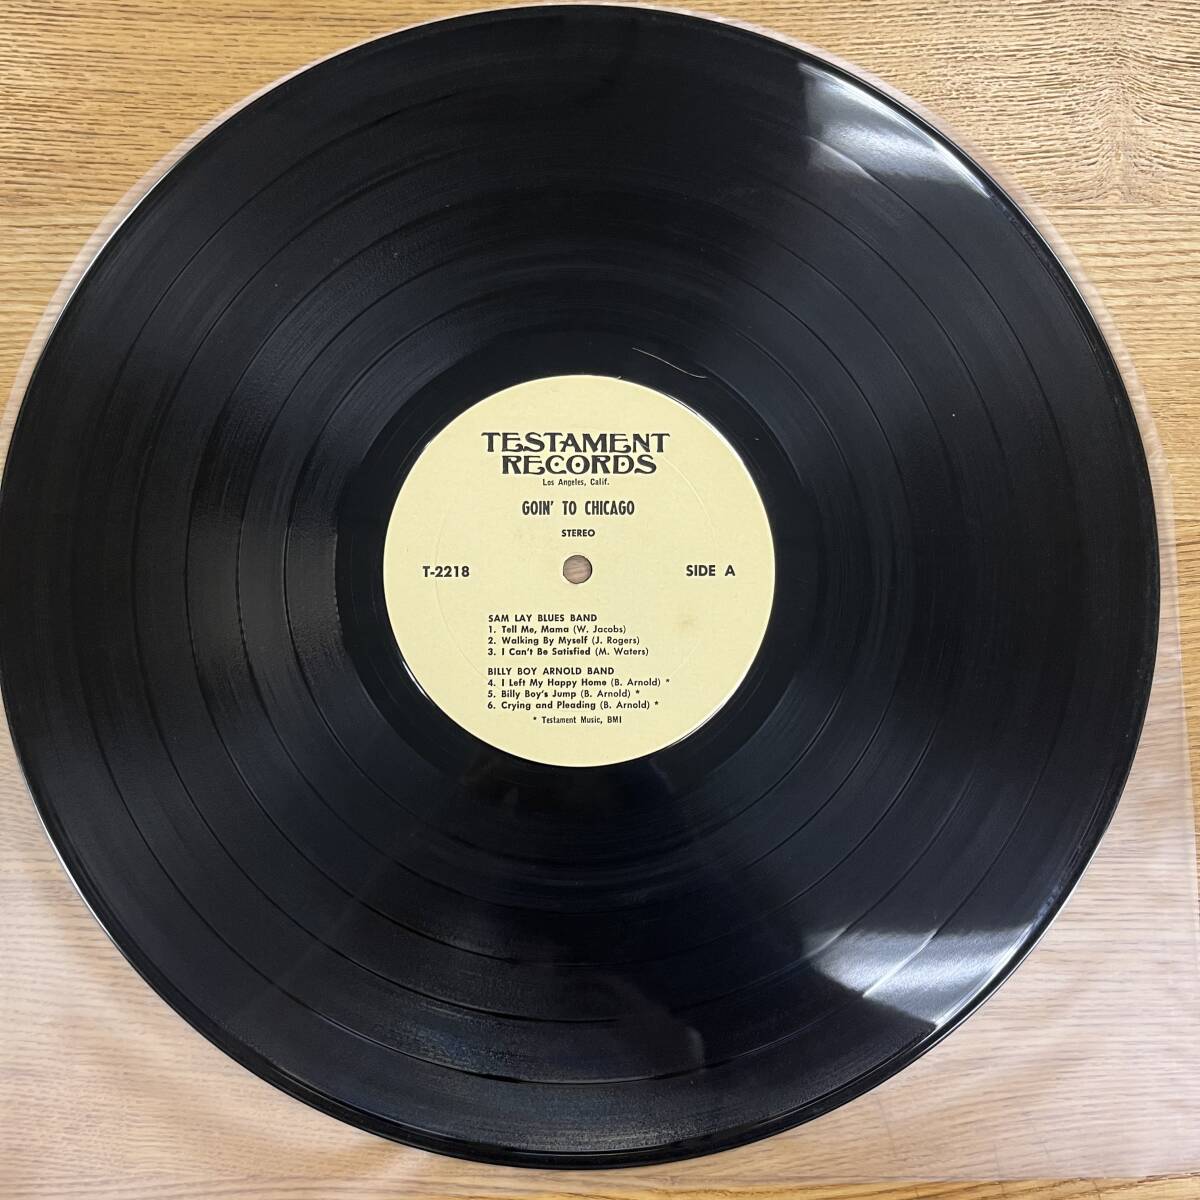 TESTAMENT
RECORDS
Los Angeles, Calif.
GOIN' TO CHICAGO
STEREO
T-2218
SIDE A
SAM LAY BLUES BAND
1. Tell Me, Mama (W. Jacobs)
2. Walking By Myself (J. Rogers)
3. I Can't Be Satisfied (M. Waters)
BILLY BOY ARNOLD BAND
4. I Left My Happy Home (B. Arnold) *
5. Billy Boy's Jump (B. Arnold) *
6. Crying and Pleading (B. Arnold) *
* Testament Music, BMI